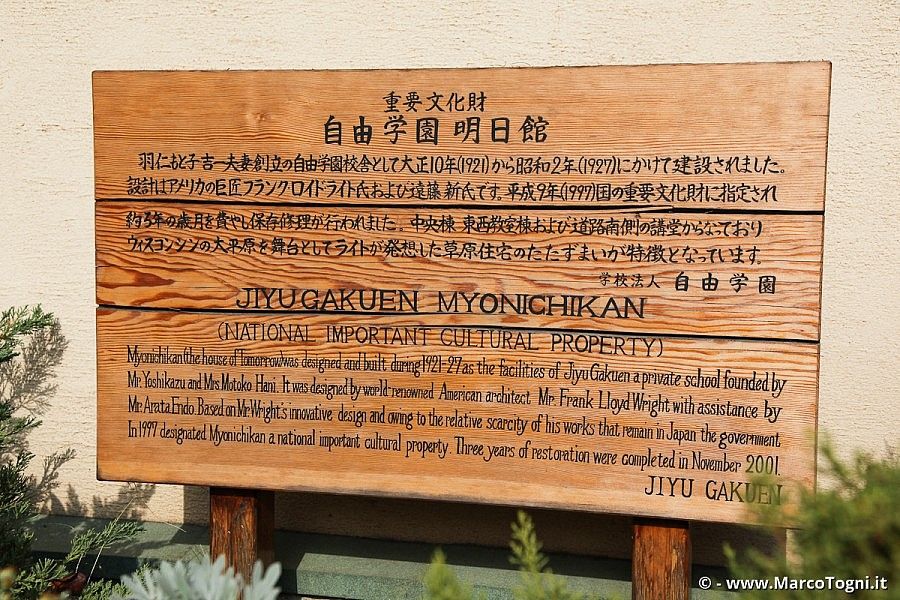 重要文化財
自由学園 明日館
羽仁もと子吉一夫妻創立の自由学園校舎として大正10年(1921)から昭和2年(1927)にかけて建設されました。
設計はアメリカの巨匠フランク・ロイドライト氏および遠藤新氏です。平成9年(1997)国の重要文化財に指定され
約3年の歳月を費やし保存修理が行われました。中央棟、東西教室棟および道路南側の講堂からなっており
ウィスコンシンの大平原を舞台としてライトが発想した草原住宅のたたずまいが特徴となっています。
学校法人 自由学園
JIYU GAKUEN MYONICHIKAN
(NATIONAL IMPORTANT CULTURAL PROPERTY)
Myonichikan(the house of Tomorrow)was designed and built during 1921-27 as the facilities of Jiyu Gakuen a private school founded by
Mr. Yoshikazu and Mrs. Motoko Hani. It was designed by world-renowned American architect Mr. Frank Lloyd Wright with assistance by
Mr. Arata Endo. Based on Mr. Wright's innovative design and owing to the relative scarcity of his works that remain in Japan the government
In 1997 designated Myonichikan a national important cultural property. Three years of restoration were completed in November 2001.
JIYU GAKUEN
© - www.MarcoTogni.it